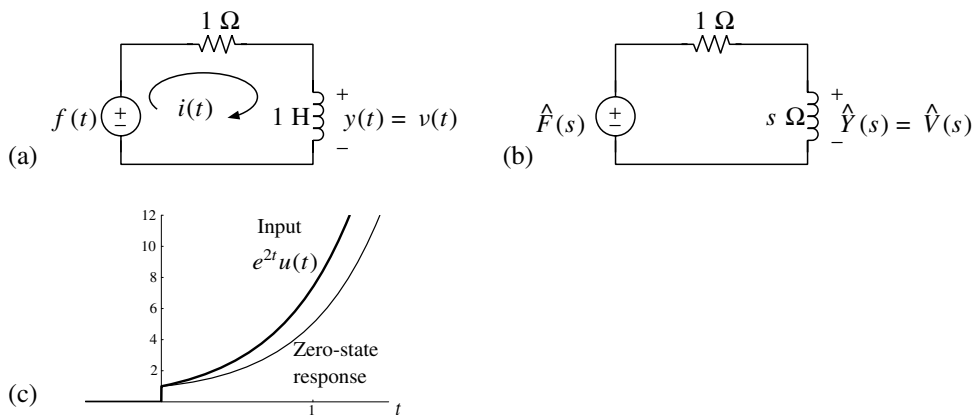 1 Ω
f(t) + − i(t) 1 H + y(t) = v(t) −
(a)
1 Ω
F̂(s) + − s Ω + Ŷ(s) = V̂(s) −
(b)
12
10
8
6
4
2
Input
e^{2t}u(t)
Zero-state
response
1 t
(c)